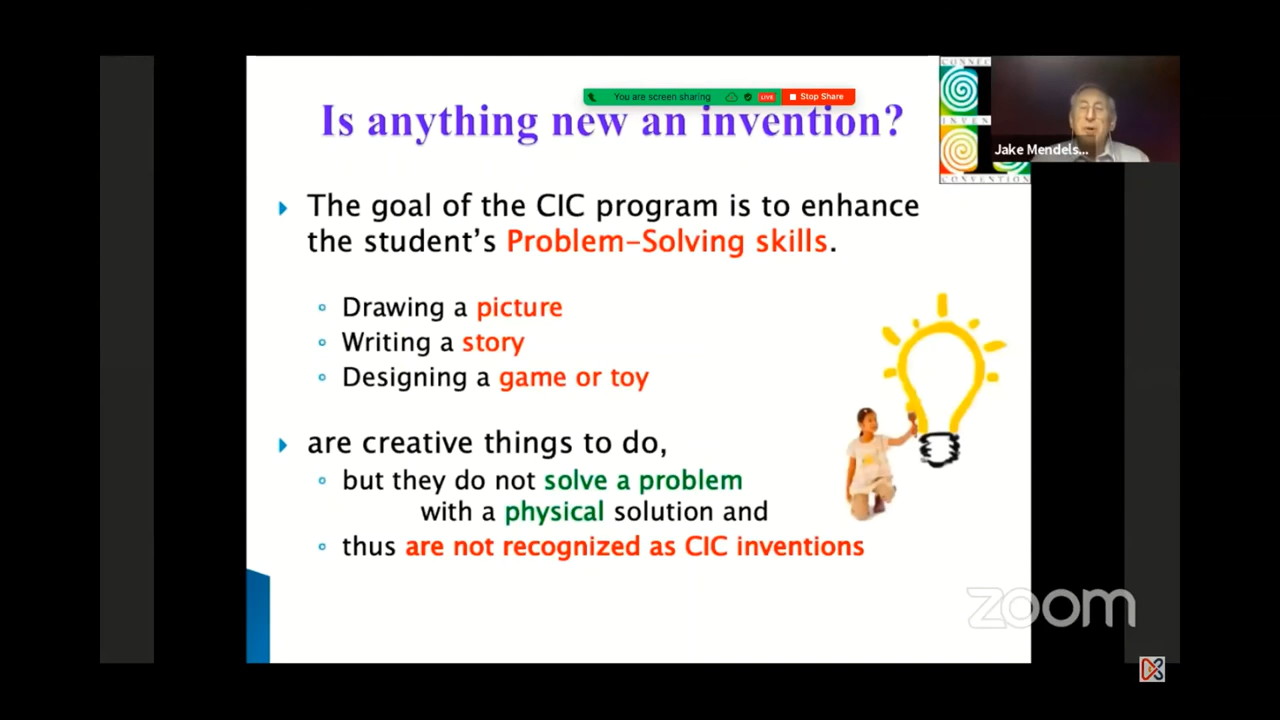 CONNEC
You are screen sharing LIVE Stop Share
Is anything new an invention?
INVEN
Jake Mendels...
CONVENTION
The goal of the CIC program is to enhance
the student's Problem-Solving skills.
Drawing a picture
Writing a story
Designing a game or toy
are creative things to do,
but they do not solve a problem
with a physical solution and
thus are not recognized as CIC inventions
zoom